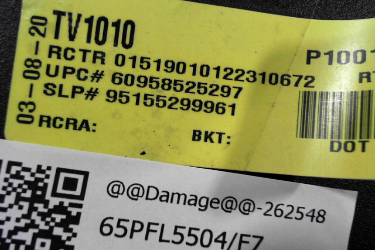 03-08-20
TV1010
RCTR 01519010122310672
UPC# 60958525297
SLP# 95155299961
RCRA: BKT:
P1001
DOT
@@Damage@@-262548
65PFL5504/F7